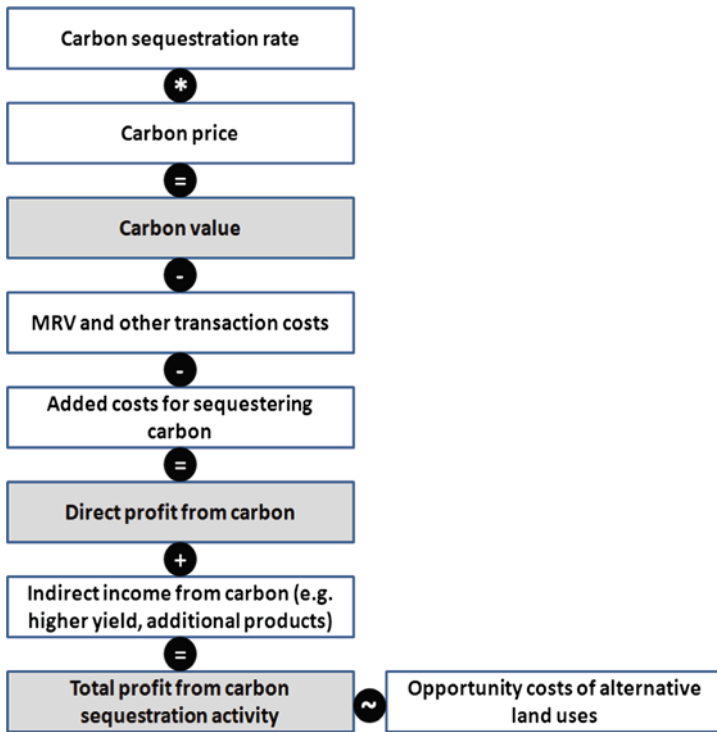 Carbon sequestration rate
*
Carbon price
=
Carbon value
-
MRV and other transaction costs
-
Added costs for sequestering
carbon
=
Direct profit from carbon
+
Indirect income from carbon (e.g.
higher yield, additional products)
=
Total profit from carbon
sequestration activity
~
Opportunity costs of alternative
land uses